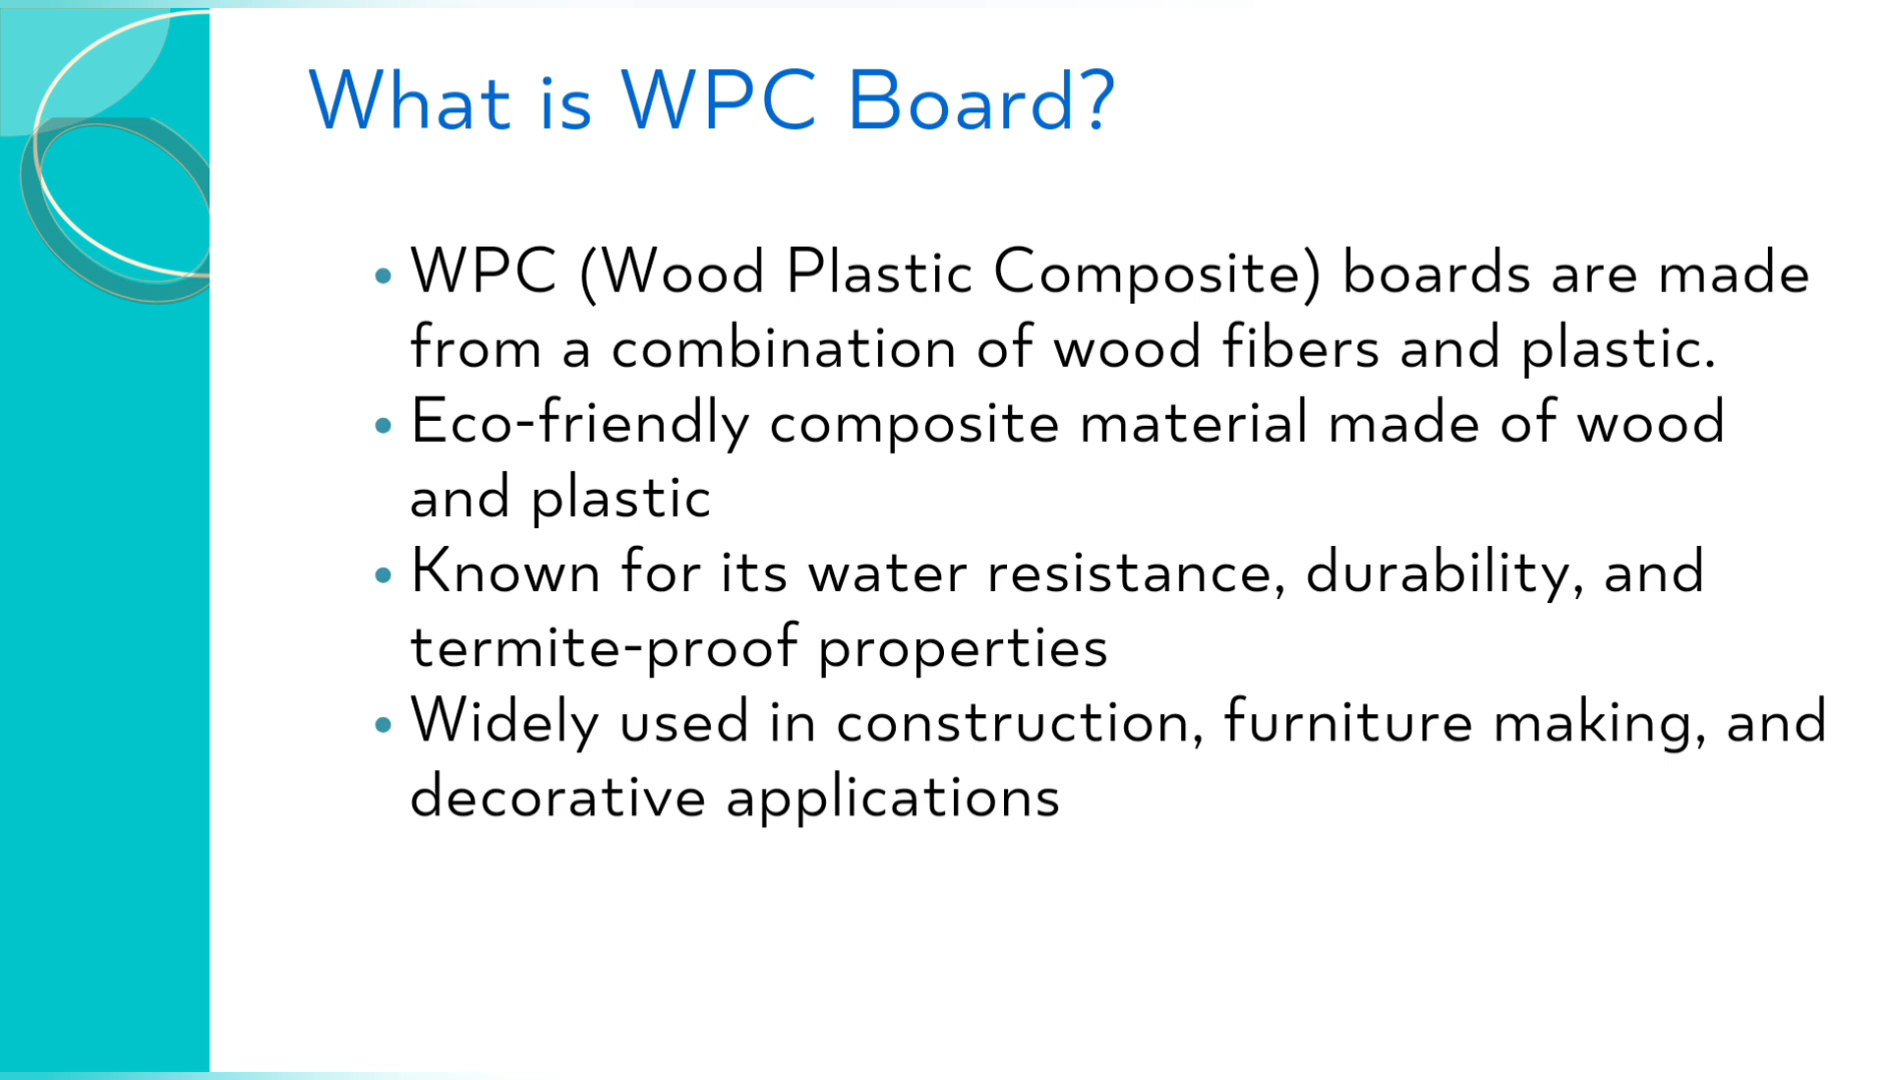 What is WPC Board?
• WPC (Wood Plastic Composite) boards are made
from a combination of wood fibers and plastic.
• Eco-friendly composite material made of wood
and plastic
• Known for its water resistance, durability, and
termite-proof properties
• Widely used in construction, furniture making, and
decorative applications